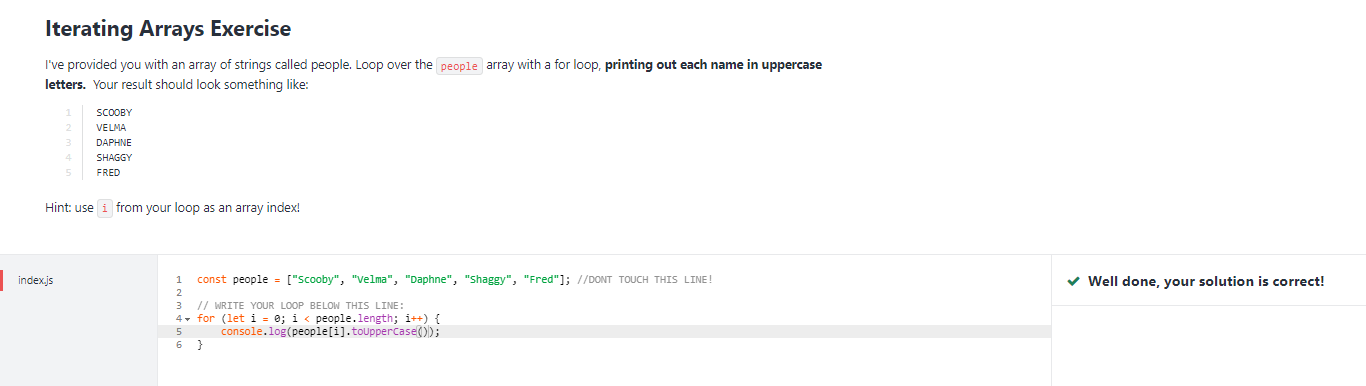 Iterating Arrays Exercise
I've provided you with an array of strings called people. Loop over the people array with a for loop, printing out each name in uppercase
letters. Your result should look something like:
1 SCOOBY
2 VELMA
3 DAPHNE
4 SHAGGY
5 FRED
Hint: use i from your loop as an array index!
index.js
1 const people = ["Scooby", "Velma", "Daphne", "Shaggy", "Fred"]; //DONT TOUCH THIS LINE!
2
3 // WRITE YOUR LOOP BELOW THIS LINE:
4 for (let i = 0; i < people.length; i++) {
5 console.log(people[i].toUpperCase());
6 }
Well done, your solution is correct!